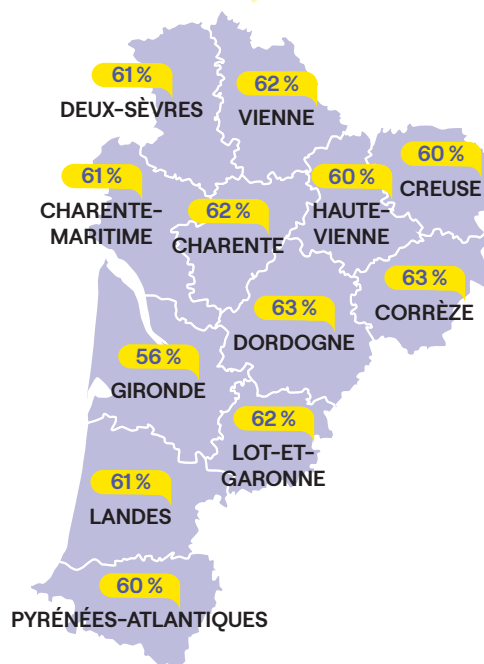 61 %
DEUX-SÈVRES
62 %
VIENNE
60 %
CREUSE
61 %
CHARENTE-
MARITIME
62 %
CHARENTE
60 %
HAUTE-
VIENNE
63 %
CORRÈZE
63 %
DORDOGNE
56 %
GIRONDE
62 %
LOT-ET-
GARONNE
61 %
LANDES
60 %
PYRÉNÉES-ATLANTIQUES